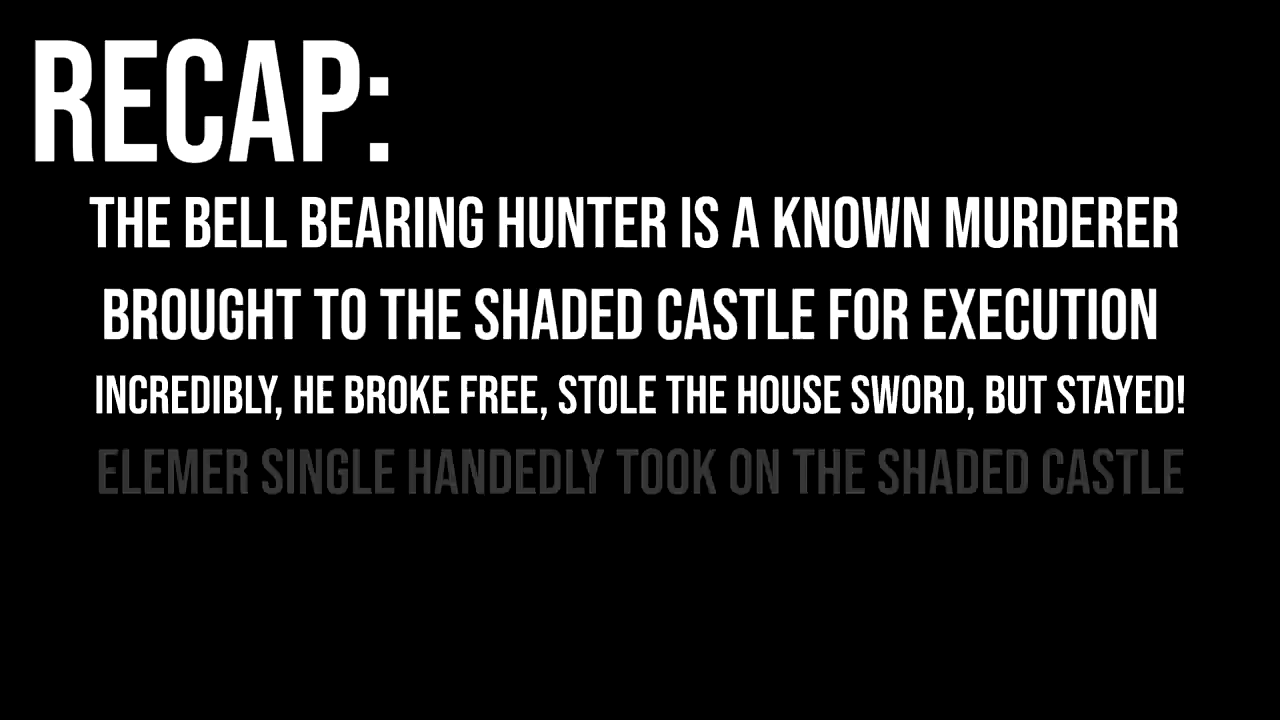 RECAP:
THE BELL BEARING HUNTER IS A KNOWN MURDERER
BROUGHT TO THE SHADED CASTLE FOR EXECUTION
INCREDIBLY, HE BROKE FREE, STOLE THE HOUSE SWORD, BUT STAYED!
ELEMER SINGLE HANDEDLY TOOK ON THE SHADED CASTLE